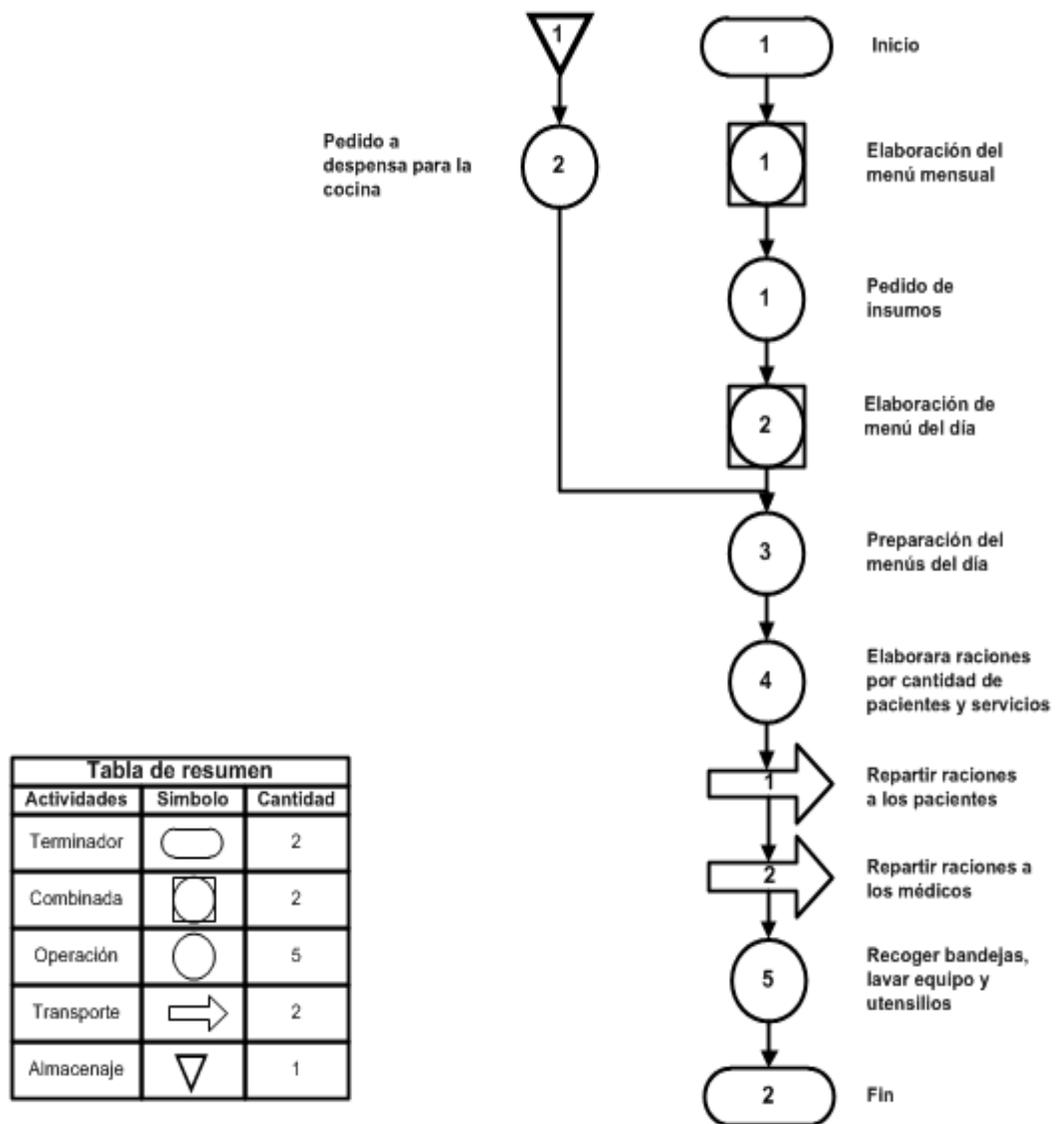 1
1
Inicio
Pedido a
despensa para la
cocina
2
1
Elaboración del
menú mensual
1
Pedido de
insumos
2
Elaboración de
menú del día
3
Preparación del
menús del día
4
Elaborara raciones
por cantidad de
pacientes y servicios
1
Repartir raciones
a los pacientes
2
Repartir raciones a
los médicos
5
Recoger bandejas,
lavar equipo y
utensilios
2
Fin
Tabla de resumen
Actividades Simbolo Cantidad
Terminador 2
Combinada 2
Operación 5
Transporte 2
Almacenaje 1